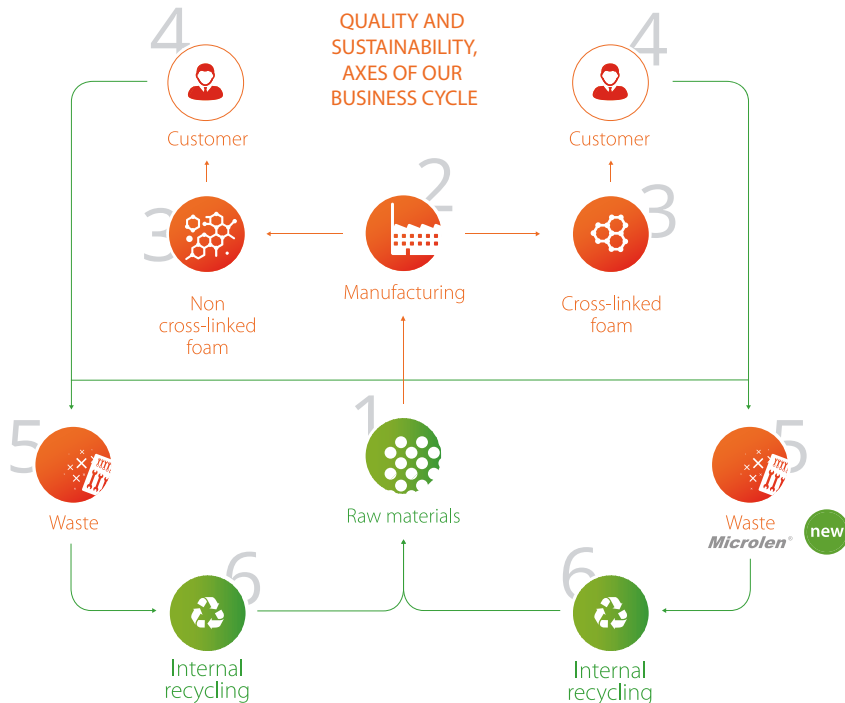 QUALITY AND
SUSTAINABILITY,
AXES OF OUR
BUSINESS CYCLE
4
Customer
4
Customer
3
Non
cross-linked
foam
2
Manufacturing
3
Cross-linked
foam
5
Waste
1
Raw materials
5
Waste
Microlen®
new
6
Internal
recycling
6
Internal
recycling